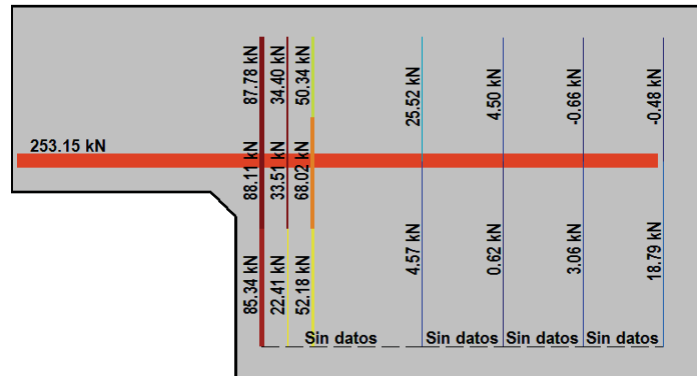 87.78 kN
34.40 kN
50.34 kN
25.52 kN
4.50 kN
-0.66 kN
-0.48 kN
253.15 kN
88.11 kN
33.51 kN
68.02 kN
85.34 kN
22.41 kN
52.18 kN
4.57 kN
0.62 kN
3.06 kN
18.79 kN
Sin datos
Sin datos
Sin datos
Sin datos